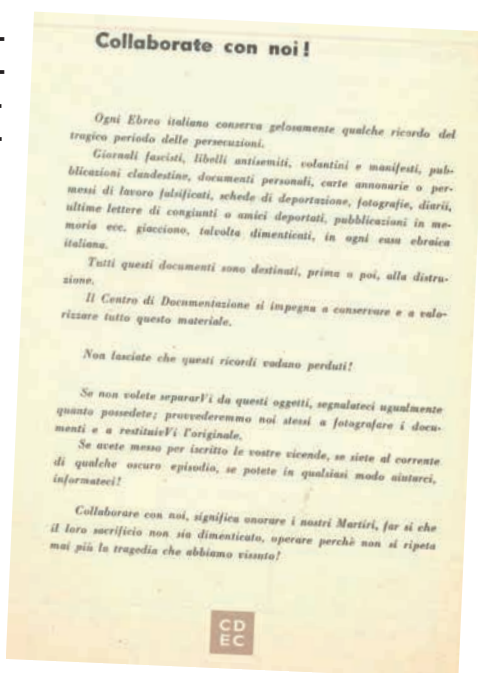 Collaborate con noi!
Ogni Ebreo italiano conserva gelosamente qualche ricordo del
tragico periodo delle persecuzioni.
Giornali fascisti, libelli antisemiti, volantini e manifesti, pub-
blicazioni clandestine, documenti personali, carte annonarie o per-
messi di lavoro falsificati, schede di deportazione, fotografie, diarii,
ultime lettere di congiunti o amici deportati, pubblicazioni in me-
moria ecc. giacciono, talvolta dimenticati, in ogni casa ebraica
italiana.
Tutti questi documenti sono destinati, prima o poi, alla distru-
zione.
Il Centro di Documentazione si impegna a conservare e a valo-
rizzare tutto questo materiale.
Non lasciate che questi ricordi vadano perduti!
Se non volete separarVi da questi oggetti, segnalateci ugualmente
quanto possedete; provvederemmo noi stessi a fotografare i docu-
menti e a restituirVi l'originale.
Se avete messo per iscritto le vostre vicende, se siete al corrente
di qualche oscuro episodio, se potete in qualsiasi modo aiutarci,
informateci!
Collaborare con noi, significa onorare i nostri Martiri, far sì che
il loro sacrificio non sia dimenticato, operare perchè non si ripeta
mai più la tragedia che abbiamo vissuto!
CD
EC